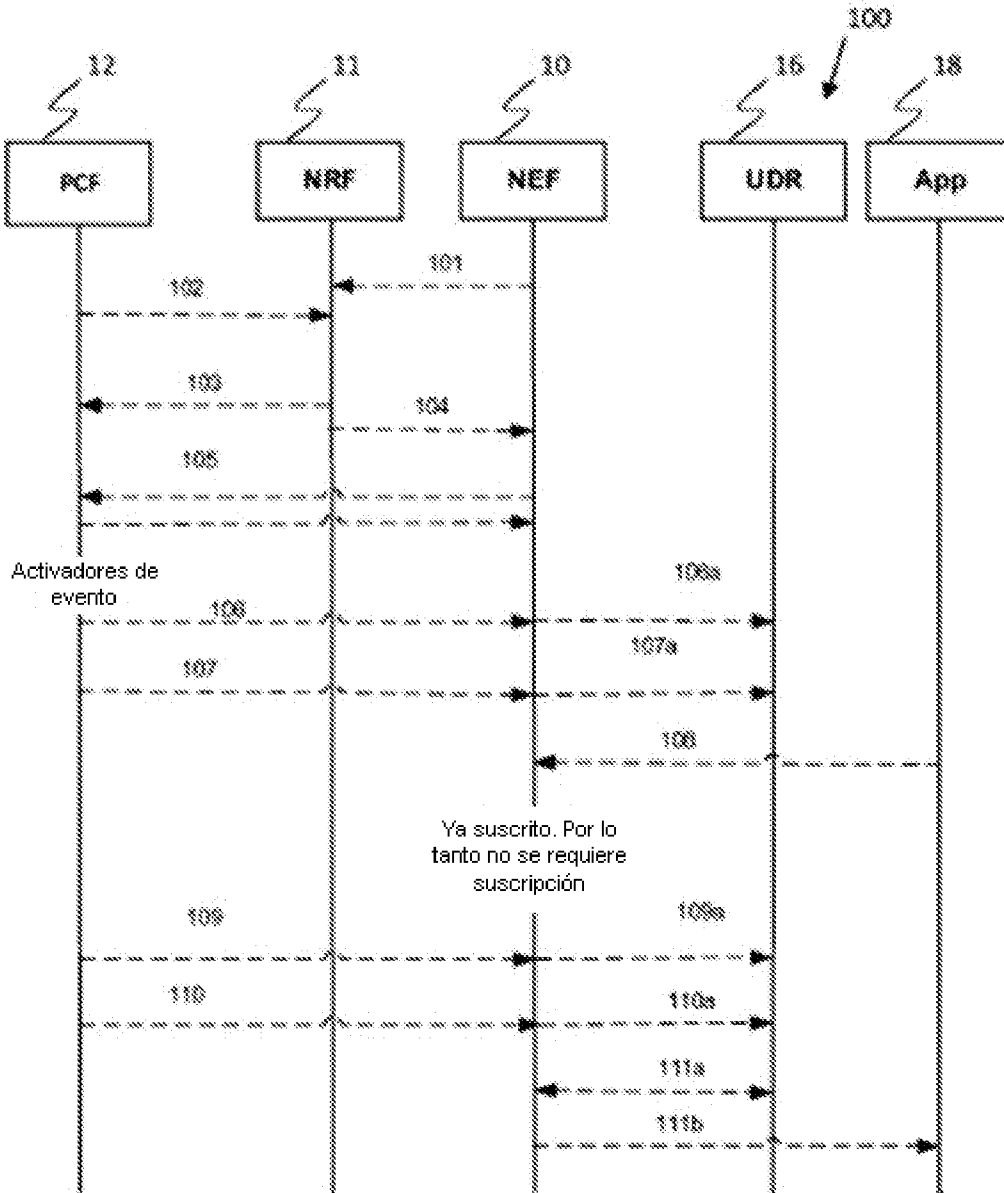 100
12
11
10
16
18
PCF
NRF
NEF
UDR
App
101
102
103
104
105
Activadores de
evento
106
106a
107
107a
108
Ya suscrito. Por lo
tanto no se requiere
suscripción
109
109a
110
110a
111a
111b